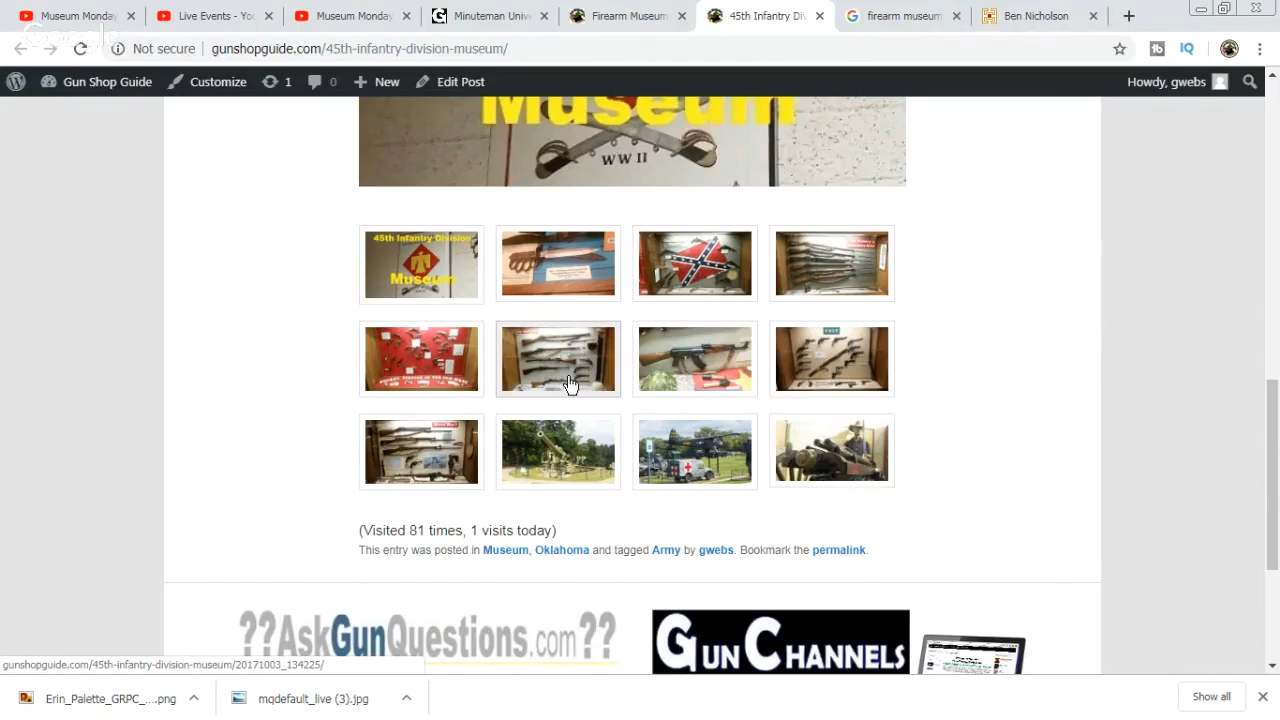 Museum Monday
Live Events - You
Museum Monday
Minuteman Univ
Firearm Museum
45th Infantry Div
firearm museum
Ben Nicholson
Google
Not secure
gunshopguide.com/45th-infantry-division-museum/
Gun Shop Guide
Customize
1
0
New
Edit Post
Howdy, gwebs
Museum
WW II
45th Infantry Division
Museum
COLT
(Visited 81 times, 1 visits today)
This entry was posted in Museum, Oklahoma and tagged Army by gwebs. Bookmark the permalink.
??AskGunQuestions.com??
GUN CHANNELS
gunshopguide.com/45th-infantry-division-museum/20171003_134225/
Erin_Palette_GRPC_....png
mqdefault_live (3).jpg
Show all